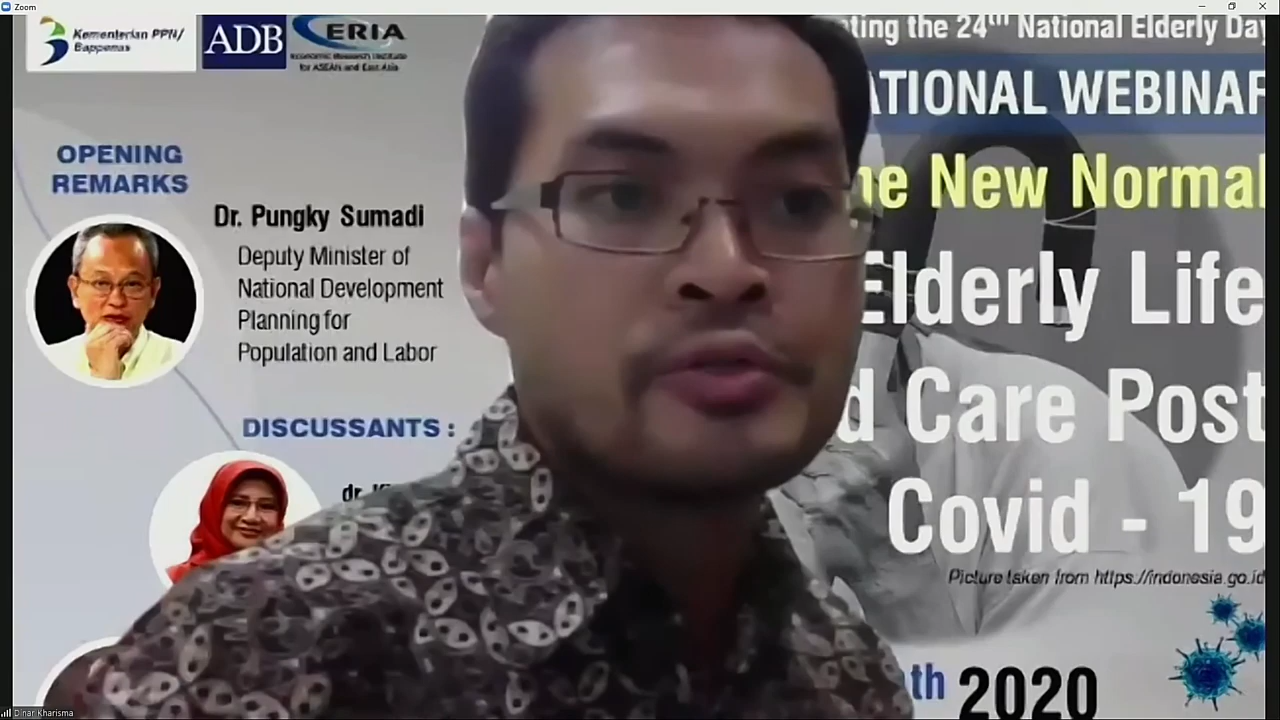 Zoom
Kementerian PPN/
Bappenas
ADB
ERIA
Economic Research Institute
for ASEAN and East Asia
OPENING
REMARKS
Dr. Pungky Sumadi
Deputy Minister of
National Development
Planning for
Population and Labor
DISCUSSANTS :
dr.
ting the 24th National Elderly Day
ATIONAL WEBINAR
he New Normal
Elderly Life
d Care Post
Covid - 19
Picture taken from https://indonesia.go.id
th 2020
Dinar Kharisma